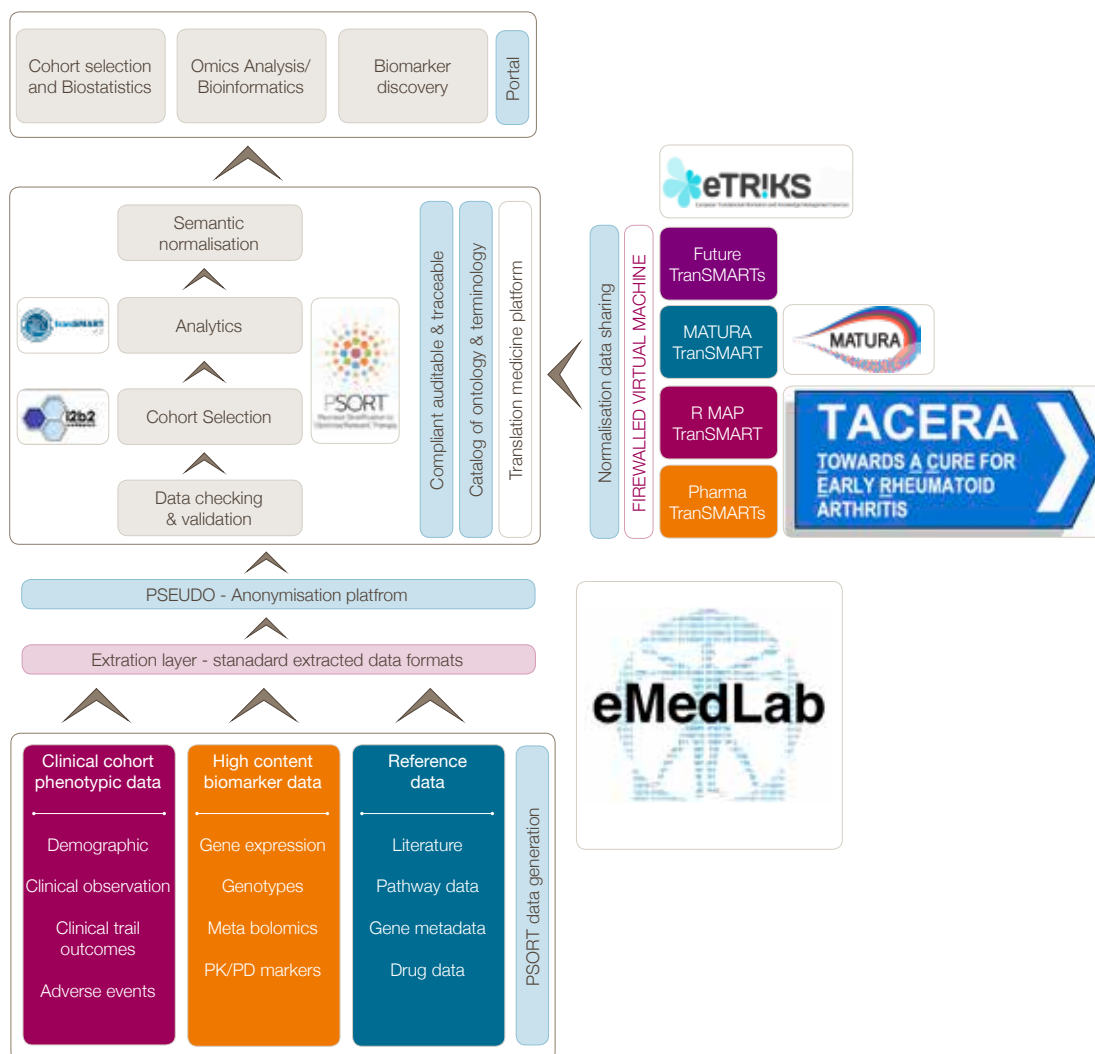 Cohort selection
and Biostatistics
Omics Analysis/
Bioinformatics
Biomarker
discovery
Portal
Semantic
normalisation
Analytics
Cohort Selection
Data checking
& validation
tranSMART
i2b2
PSORT
Compliant auditable & traceable
Catalog of ontology & terminology
Translation medicine platform
Normalisation data sharing
FIREWALLED VIRTUAL MACHINE
eTR!KS
Future
TranSMARTs
MATURA
TranSMART
R MAP
TranSMART
Pharma
TranSMARTs
MATURA
TACERA
TOWARDS A CURE FOR
EARLY RHEUMATOID
ARTHRITIS
PSEUDO - Anonymisation platfrom
Extration layer - stanadard extracted data formats
eMedLab
Clinical cohort
phenotypic data
Demographic
Clinical observation
Clinical trail
outcomes
Adverse events
High content
biomarker data
Gene expression
Genotypes
Meta bolomics
PK/PD markers
Reference
data
Literature
Pathway data
Gene metadata
Drug data
PSORT data generation